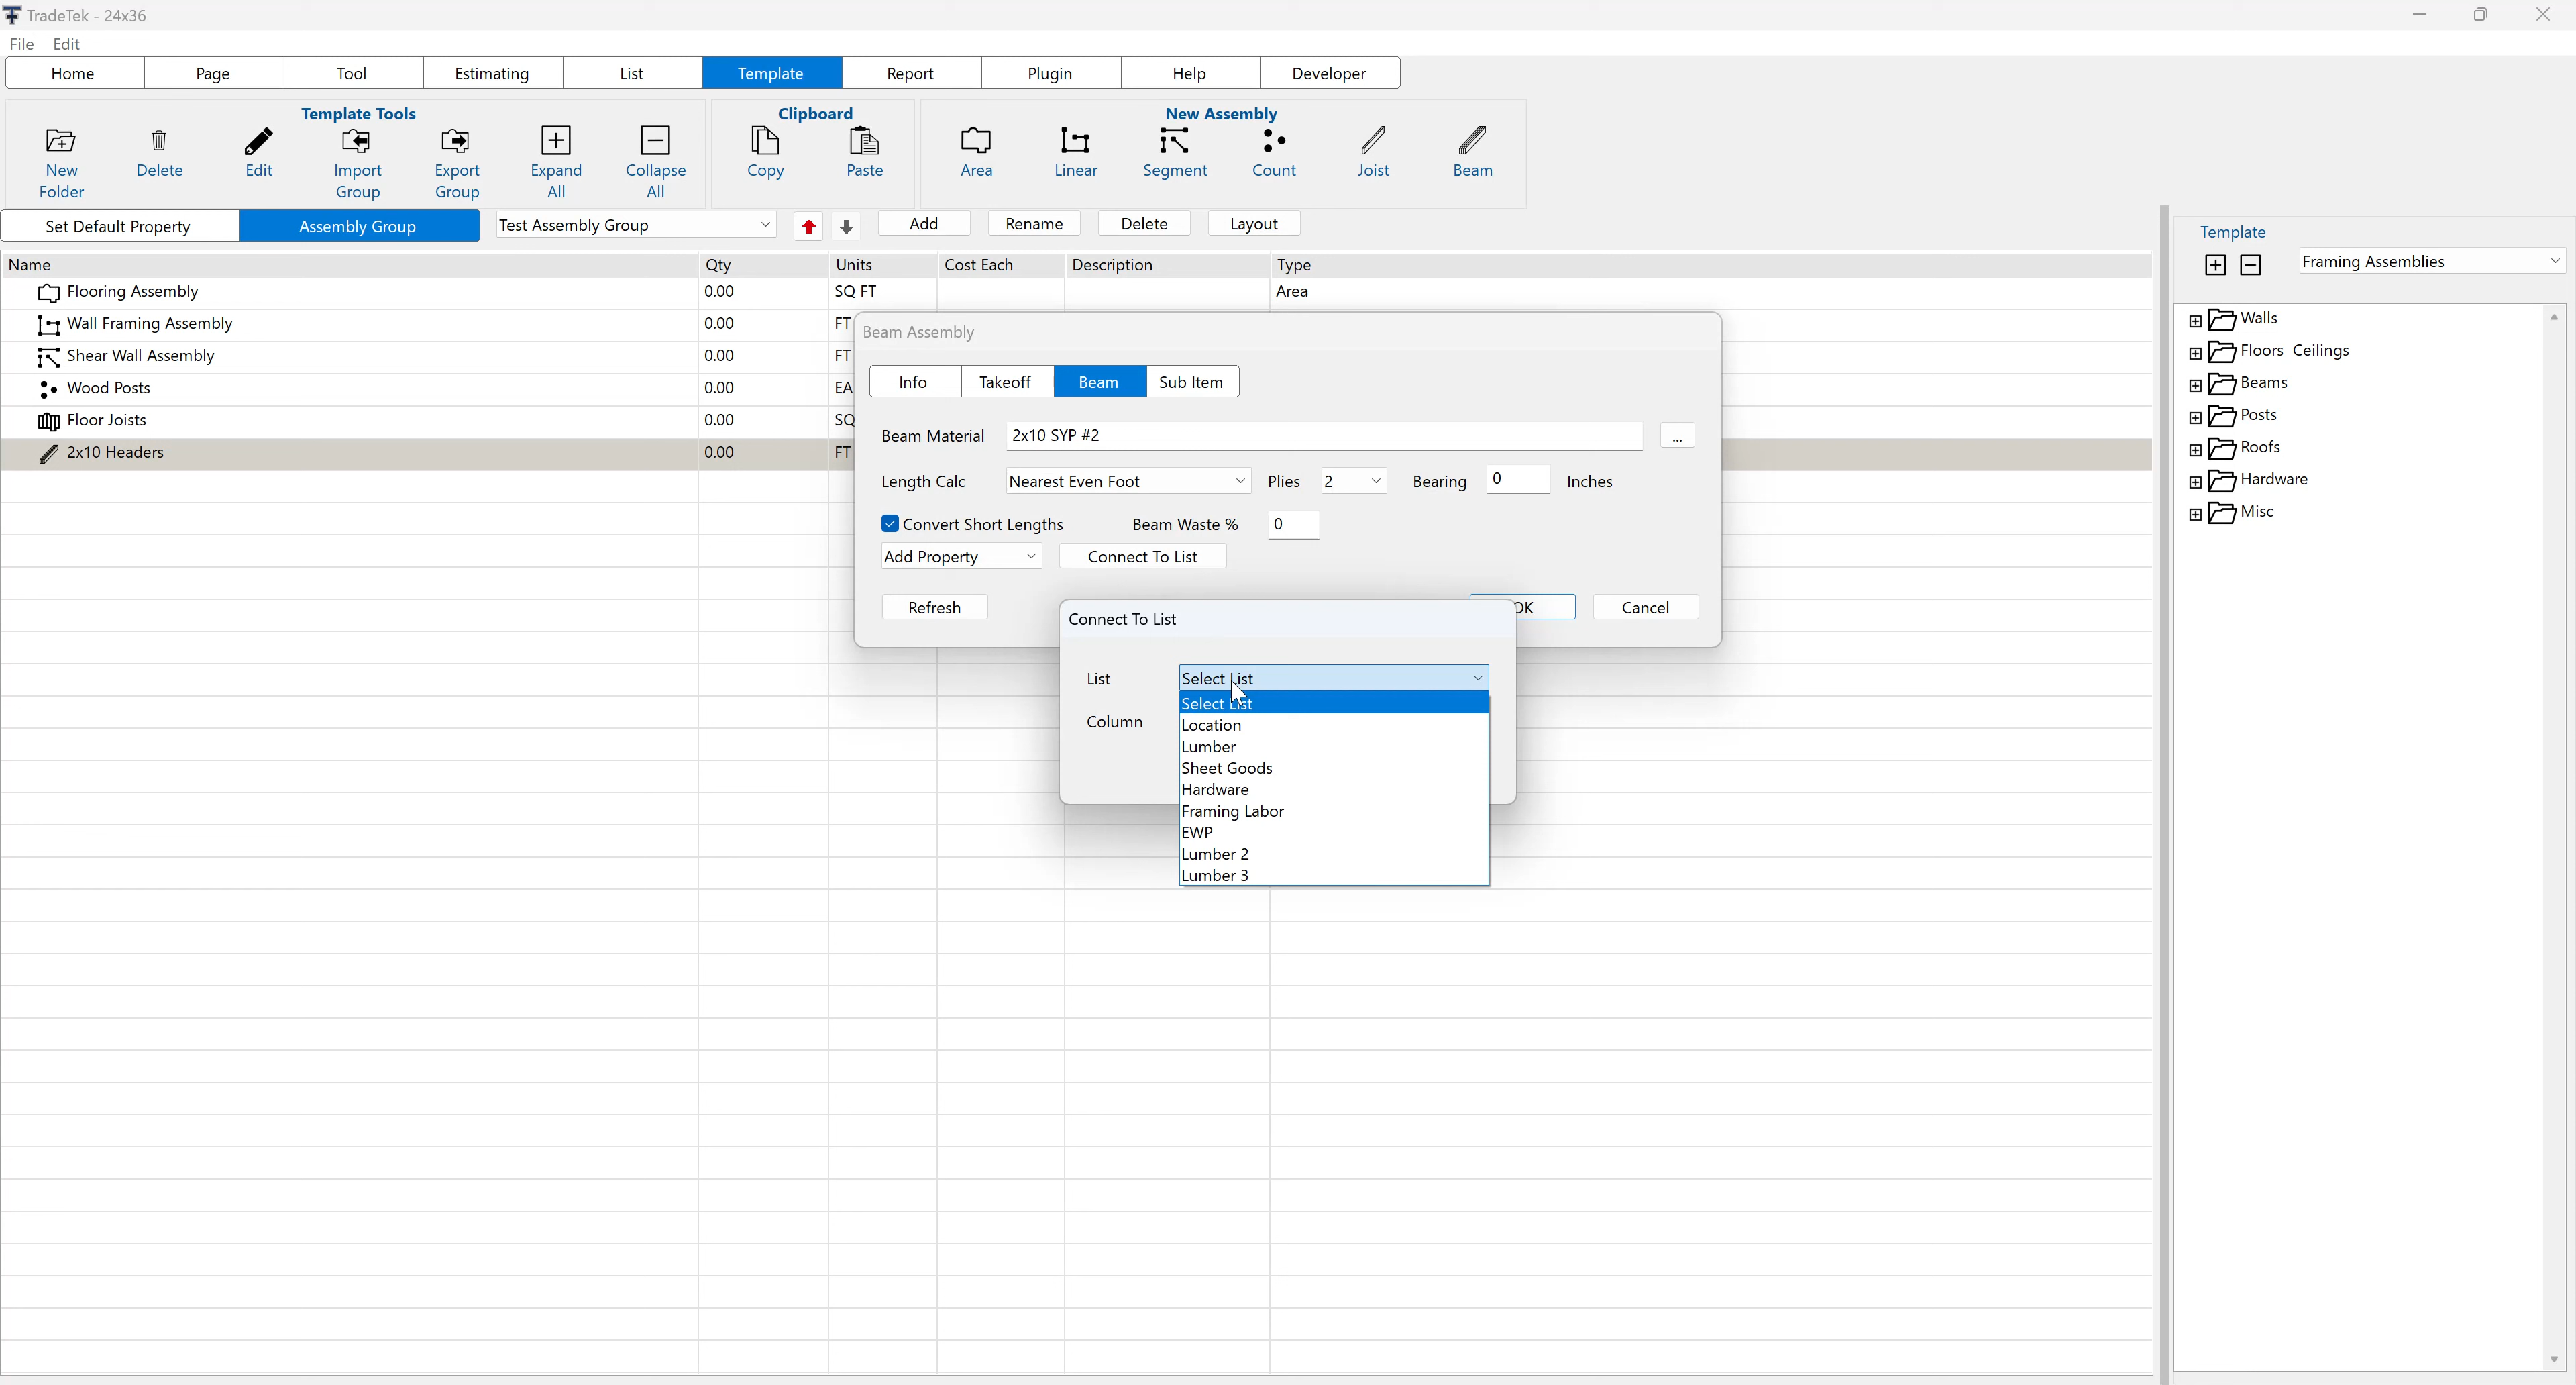 TradeTek - 24x36
File Edit
Home Page Tool Estimating List Template Report Plugin Help Developer
Template Tools Clipboard New Assembly
New Folder Delete Edit Import Group Export Group Expand All Collapse All Copy Paste Area Linear Segment Count Joist Beam
Set Default Property Assembly Group Test Assembly Group Add Rename Delete Layout
Name Qty Units Cost Each Description Type
Flooring Assembly 0.00 SQ FT Area
Wall Framing Assembly 0.00 FT
Shear Wall Assembly 0.00 FT
Wood Posts 0.00 EA
Floor Joists 0.00 SQ
2x10 Headers 0.00 FT
Beam Assembly
Info Takeoff Beam Sub Item
Beam Material 2x10 SYP #2 ...
Length Calc Nearest Even Foot Plies 2 Bearing 0 Inches
Convert Short Lengths Beam Waste % 0
Add Property Connect To List
Refresh OK Cancel
Connect To List
List Select List
Select List
Column
Location
Lumber
Sheet Goods
Hardware
Framing Labor
EWP
Lumber 2
Lumber 3
Template
Framing Assemblies
Walls
Floors Ceilings
Beams
Posts
Roofs
Hardware
Misc